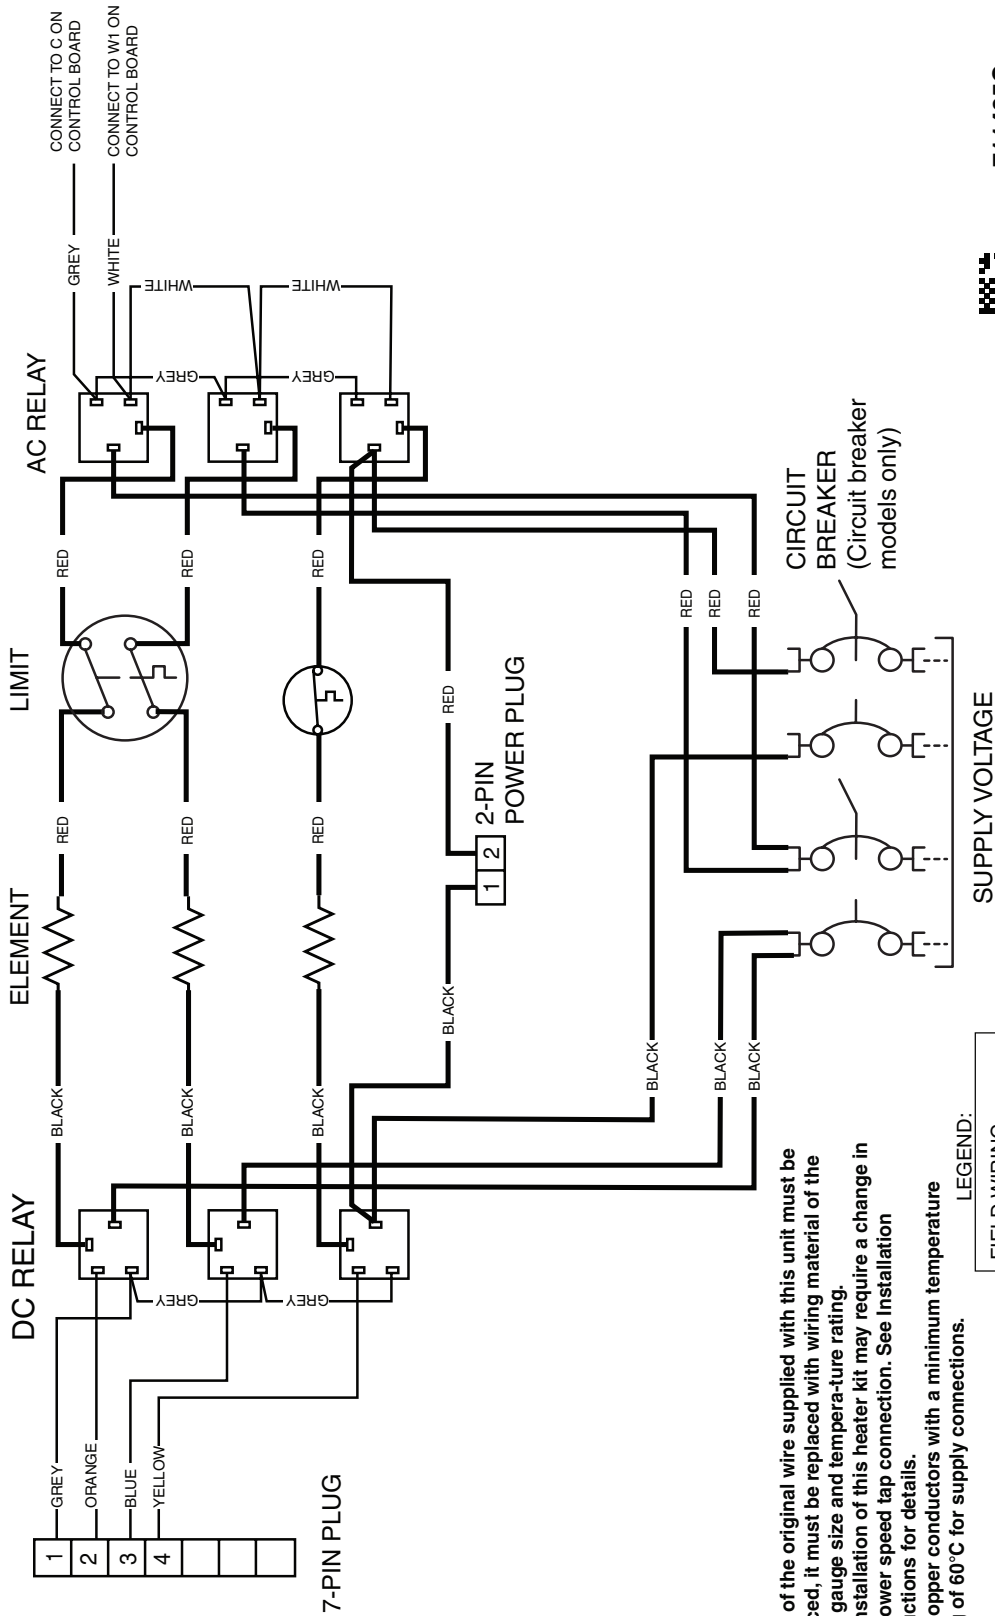 CONNECT TO C ON
CONTROL BOARD
CONNECT TO W1 ON
CONTROL BOARD
GREY
WHITE
AC RELAY
WHITE
WHITE
GREY
GREY
LIMIT
RED
RED
RED
ELEMENT
RED
RED
RED
DC RELAY
BLACK
BLACK
BLACK
GREY
GREY
GREY
ORANGE
BLUE
YELLOW
1
2
3
4
7-PIN PLUG
BLACK
RED
1 2
2-PIN
POWER PLUG
RED
RED
RED
BLACK
BLACK
BLACK
CIRCUIT
BREAKER
(Circuit breaker
models only)
SUPPLY VOLTAGE
of the original wire supplied with this unit must be
it must be replaced with wiring material of the
gauge size and tempera-ture rating.
of this heater kit may require a change in
speed tap connection. See Installation
for details.
conductors with a minimum temperature
of 60°C for supply connections.
LEGEND: